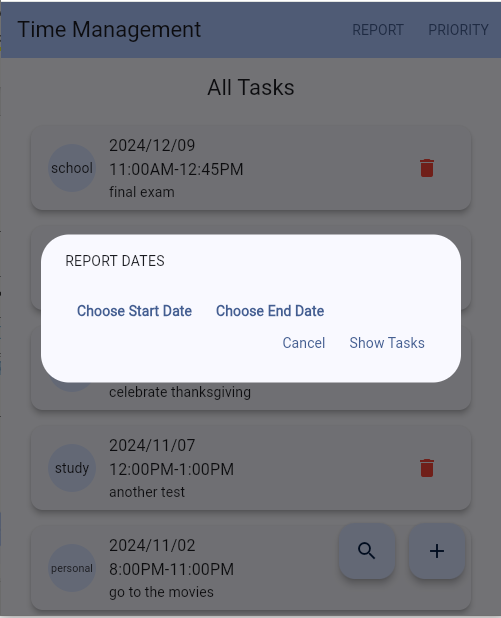 Time Management REPORT PRIORITY
All Tasks
2024/12/09
school 11:00AM-12:45PM
final exam
REPORT DATES
Choose Start Date Choose End Date
Cancel Show Tasks
celebrate thanksgiving
2024/11/07
study 12:00PM-1:00PM
another test
2024/11/02
personal 8:00PM-11:00PM
go to the movies